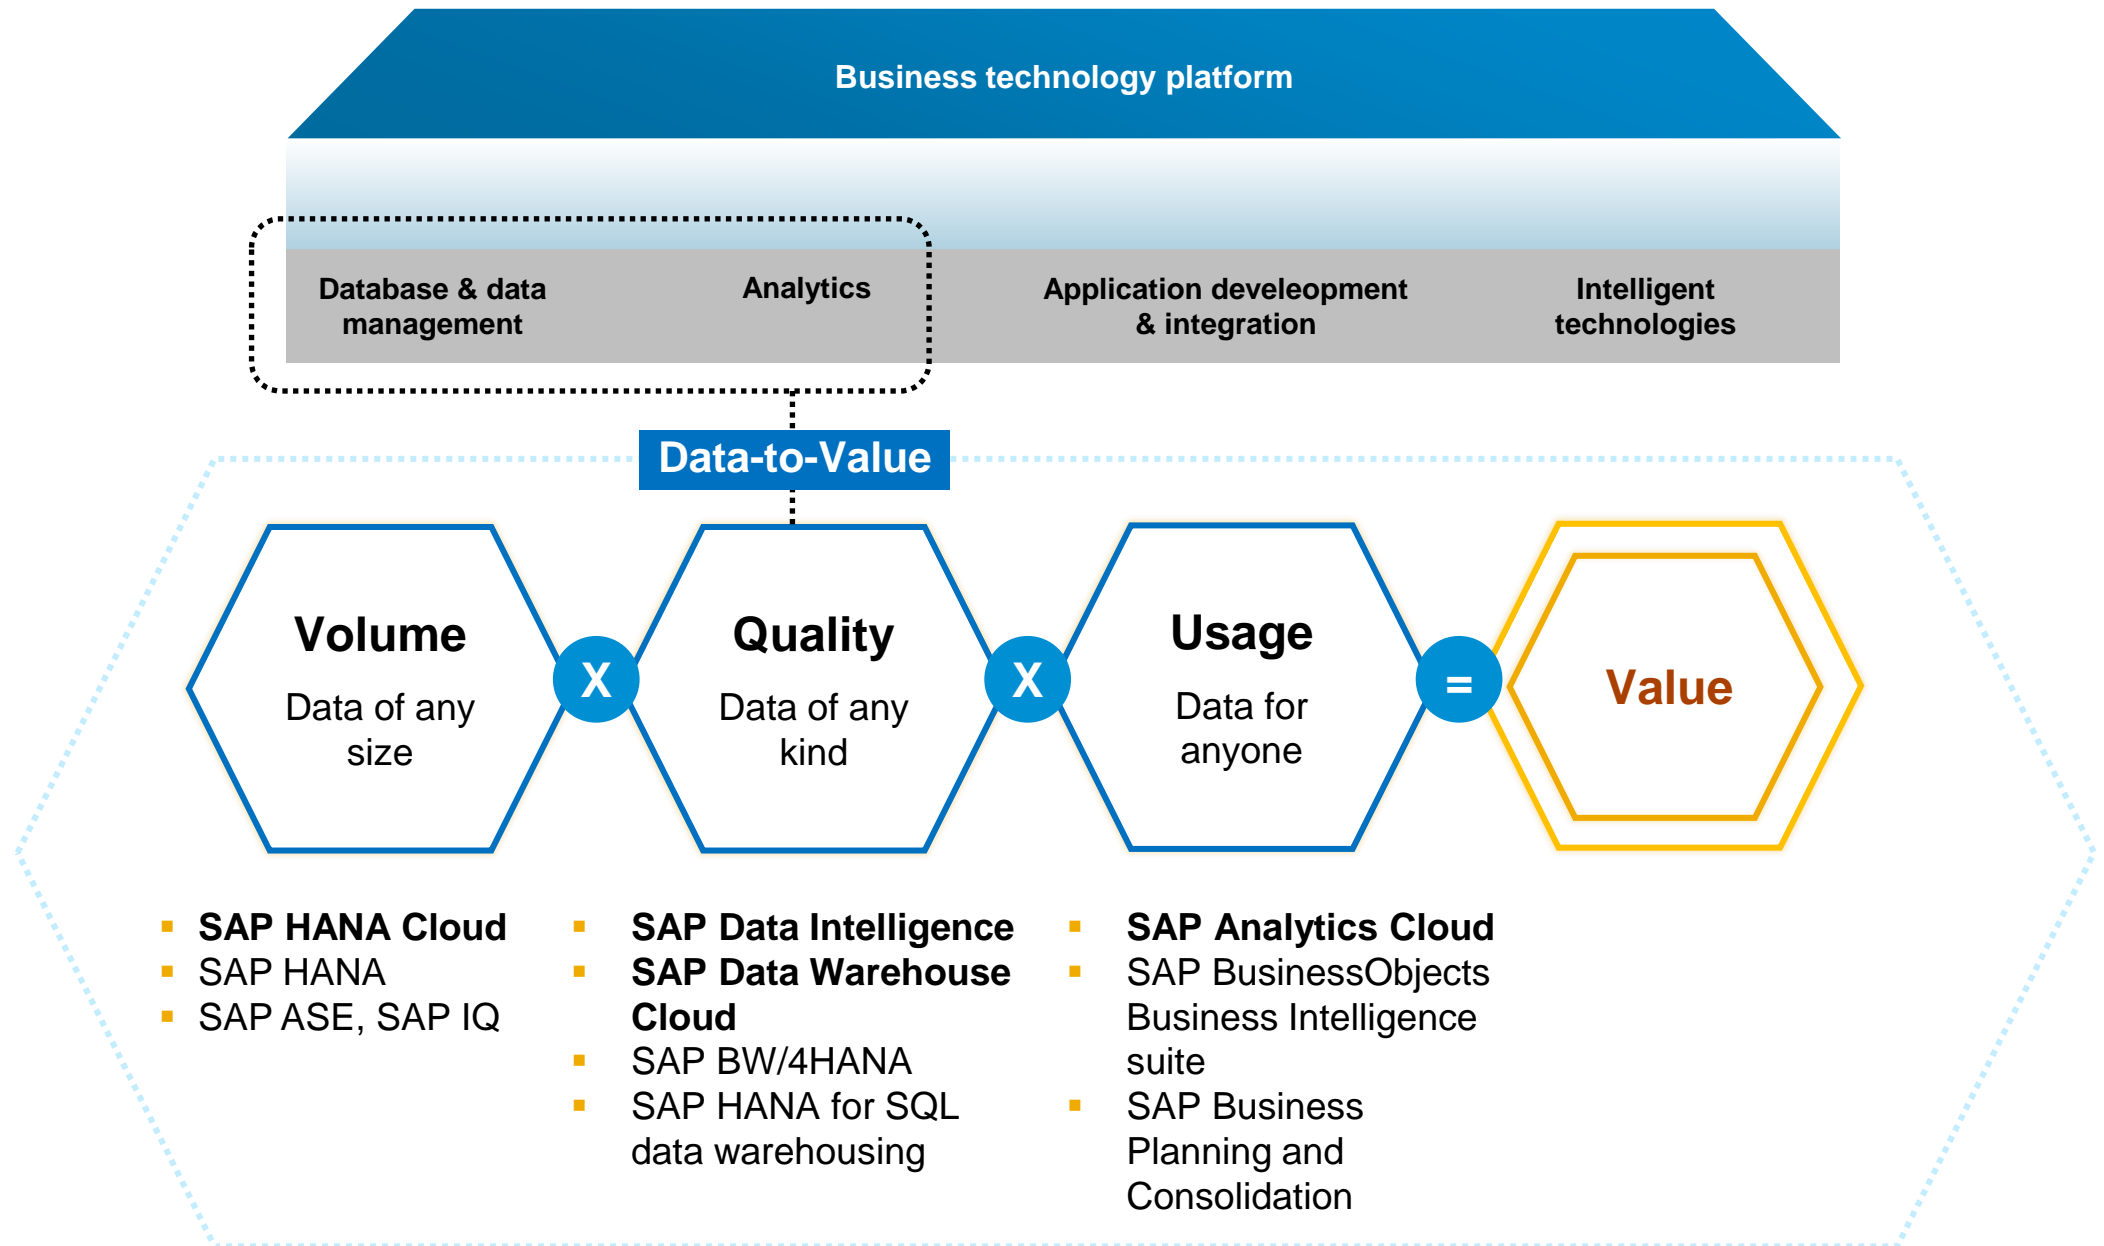 Business technology platform
Database & data
management
Analytics
Application develeopment
& integration
Intelligent
technologies
Data-to-Value
Volume
Data of any
size
X
Quality
Data of any
kind
X
Usage
Data for
anyone
=
Value
SAP HANA Cloud
SAP HANA
SAP ASE, SAP IQ
SAP Data Intelligence
SAP Data Warehouse
Cloud
SAP BW/4HANA
SAP HANA for SQL
data warehousing
SAP Analytics Cloud
SAP BusinessObjects
Business Intelligence
suite
SAP Business
Planning and
Consolidation